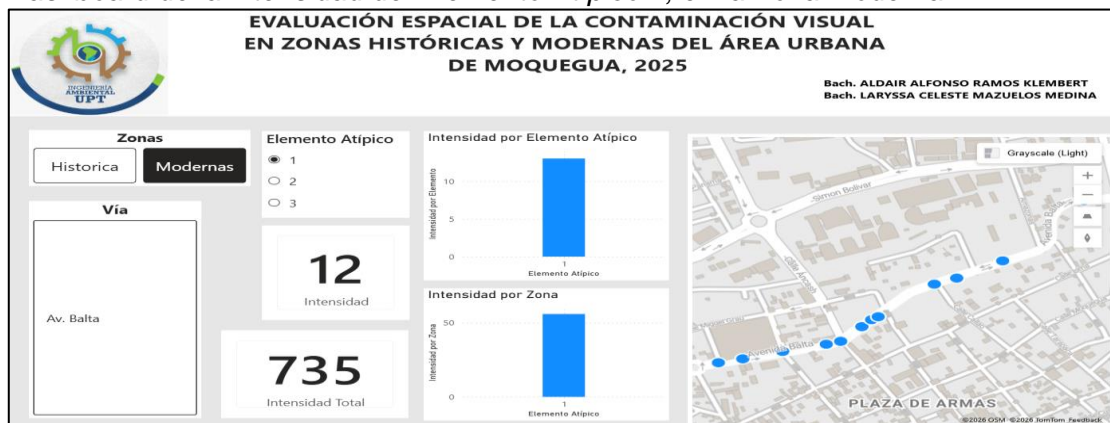 EVALUACIÓN ESPACIAL DE LA CONTAMINACIÓN VISUAL
EN ZONAS HISTÓRICAS Y MODERNAS DEL ÁREA URBANA
DE MOQUEGUA, 2025
Bach. ALDAIR ALFONSO RAMOS KLEMBERT
Bach. LARYSSA CELESTE MAZUELOS MEDINA
INGENIERÍA
AMBIENTAL
UPT
Zonas
Historica
Modernas
Vía
Av. Balta
Elemento Atípico
1
2
3
12
Intensidad
735
Intensidad Total
Intensidad por Elemento Atípico
Intensidad por Elemento
10
5
0
1
Elemento Atípico
Intensidad por Zona
Intensidad por Zona
50
0
1
Elemento Atípico
Grayscale (Light)
Simon Bolivar
Calle Ancash
Avenida Balta
PLAZA DE ARMAS
©2026 OSM ©2026 TomTom Feedback